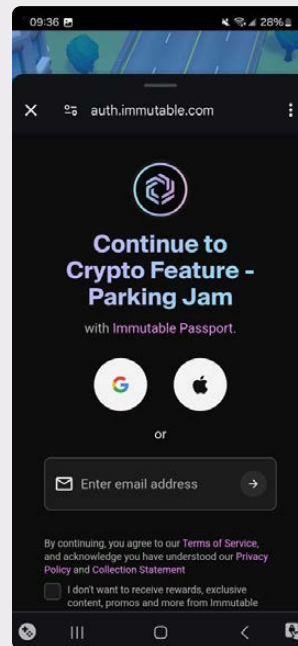 09:36
28%
auth.immutable.com
Continue to
Crypto Feature -
Parking Jam
with Immutable Passport.
or
Enter email address
By continuing, you agree to our Terms of Service,
and acknowledge you have understood our Privacy
Policy and Collection Statement
I don't want to receive rewards, exclusive
content, promos and more from Immutable